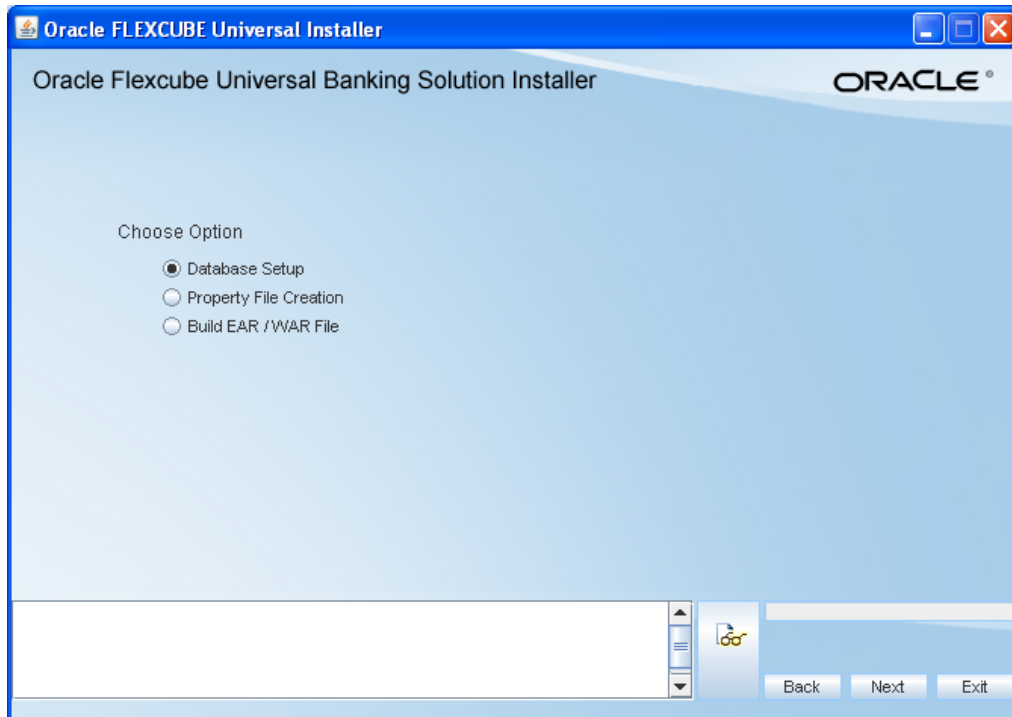 Oracle FLEXCUBE Universal Installer
Oracle Flexcube Universal Banking Solution Installer
ORACLE ®
Choose Option
Database Setup
Property File Creation
Build EAR / WAR File
Back
Next
Exit